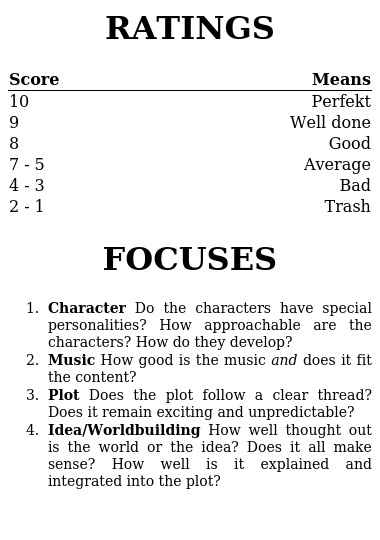 RATINGS
Score Means
10 Perfekt
9 Well done
8 Good
7 - 5 Average
4 - 3 Bad
2 - 1 Trash
FOCUSES
1. Character Do the characters have special
personalities? How approachable are the
characters? How do they develop?
2. Music How good is the music and does it fit
the content?
3. Plot Does the plot follow a clear thread?
Does it remain exciting and unpredictable?
4. Idea/Worldbuilding How well thought out
is the world or the idea? Does it all make
sense? How well is it explained and
integrated into the plot?